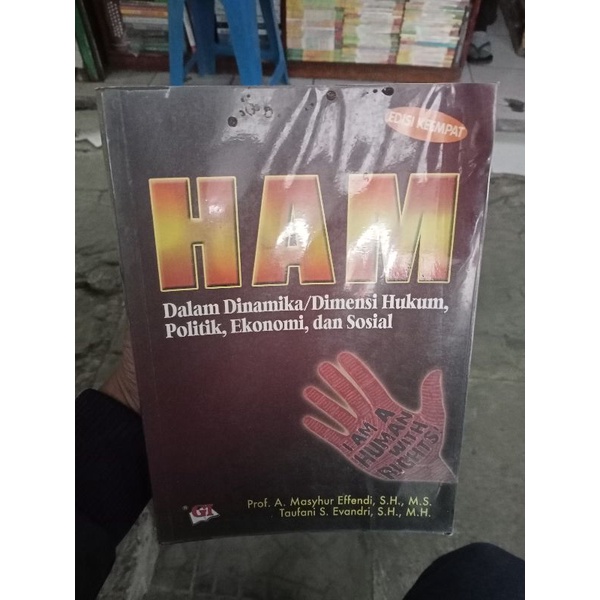 EDISI KEEMPAT
HAM
Dalam Dinamika/Dimensi Hukum,
Politik, Ekonomi, dan Sosial
I AM A
HUMAN
WITH
RIGHTS!
Prof. A. Masyhur Effendi, S.H., M.S.
Taufani S. Evandri, S.H., M.H.